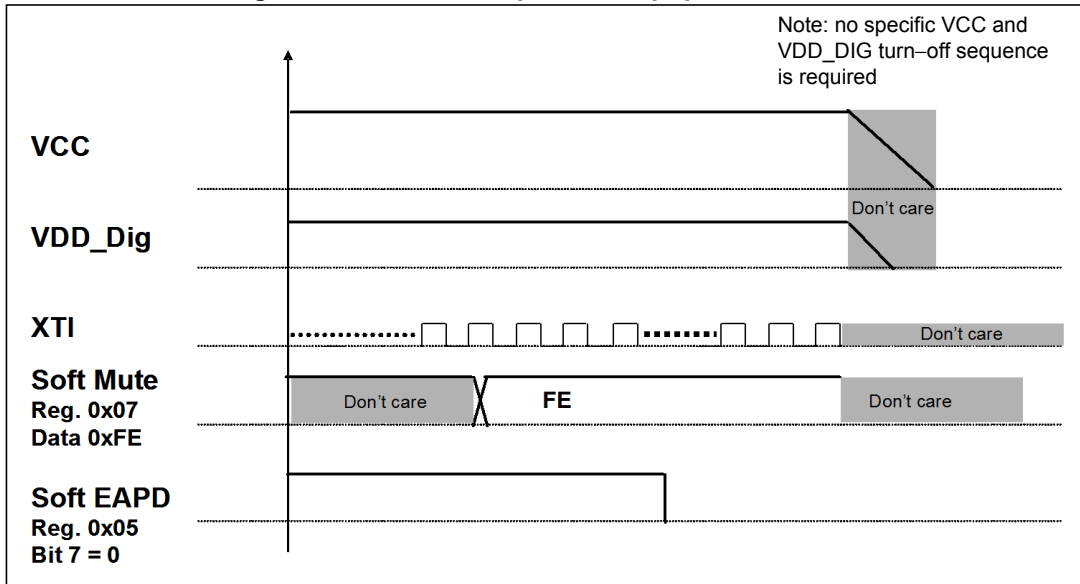 Note: no specific VCC and
VDD_DIG turn–off sequence
is required
VCC
Don't care
VDD_Dig
XTI
Don't care
Soft Mute
Reg. 0x07
Data 0xFE
Don't care
FE
Don't care
Soft EAPD
Reg. 0x05
Bit 7 = 0